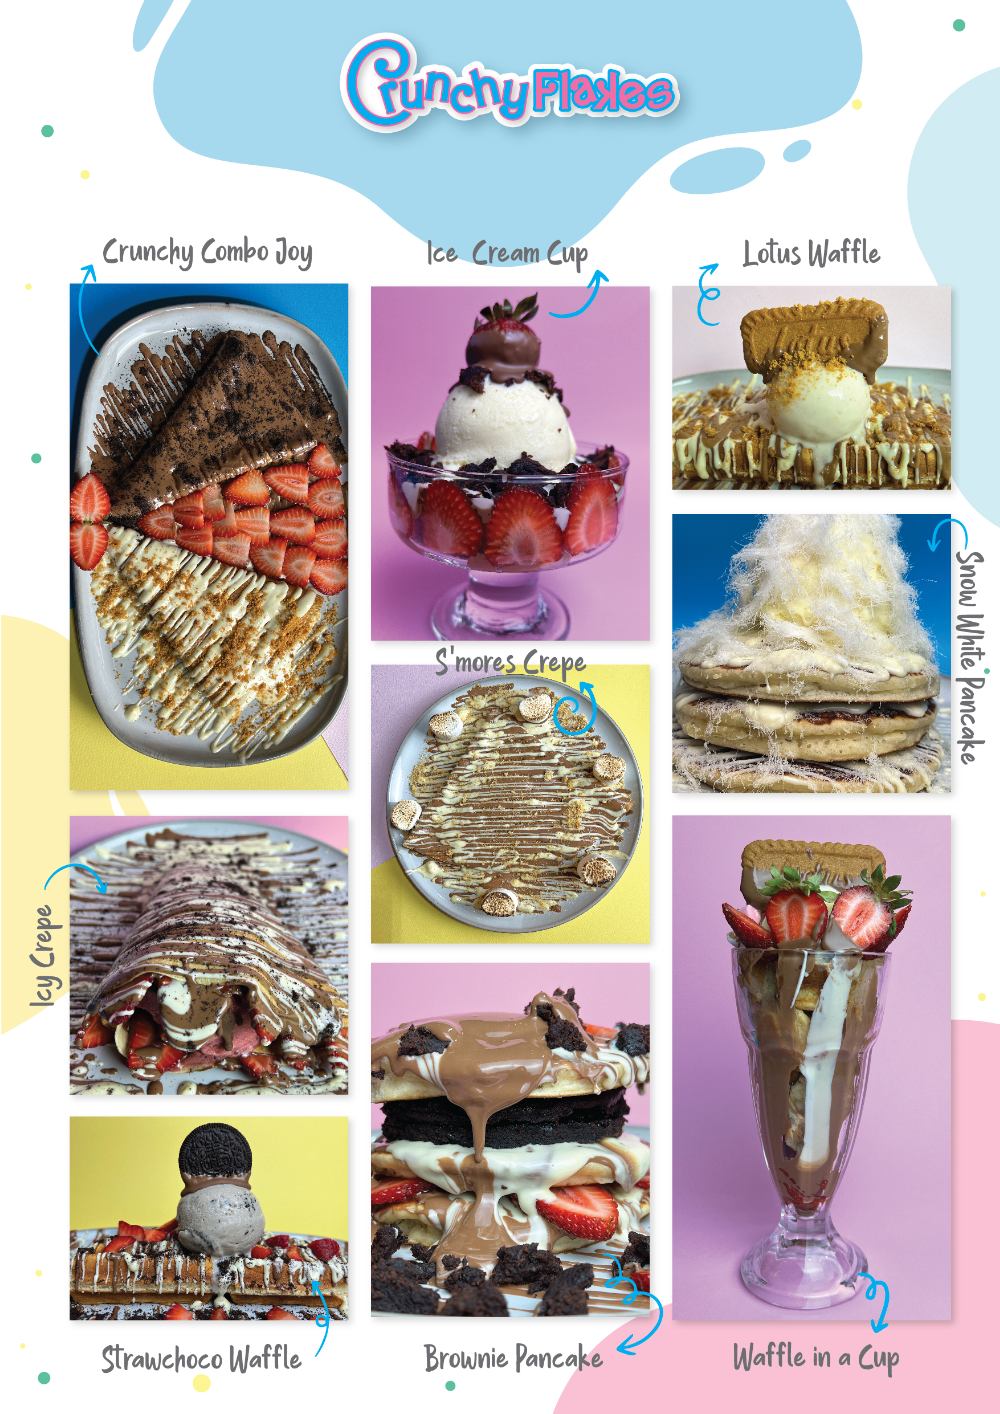 Crunchy Flakes
Crunchy Combo Joy
Ice Cream Cup
Lotus Waffle
Snow White Pancake
S'mores Crepe
Icy Crepe
Strawchoco Waffle
Brownie Pancake
Waffle in a Cup